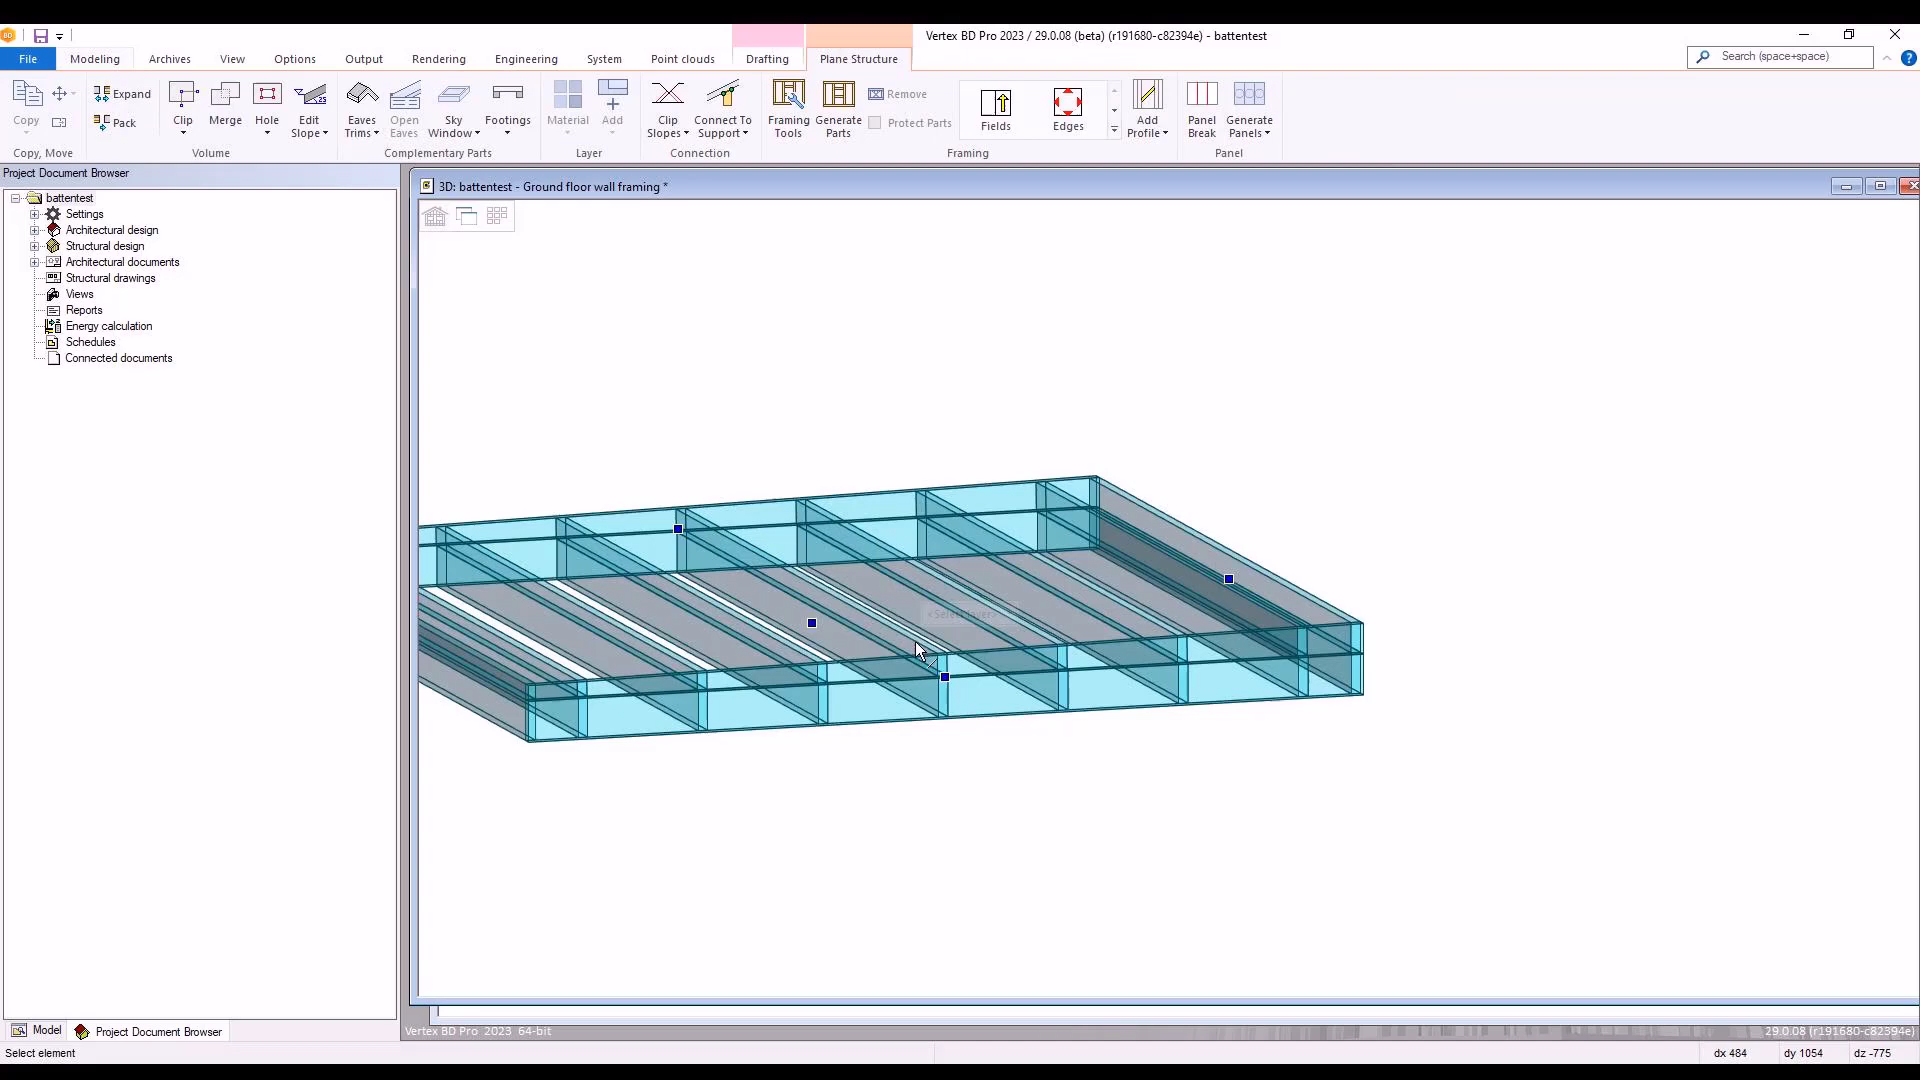 BD
Vertex BD Pro 2023 / 29.0.08 (beta) (r191680-c82394e) - battentest
File Modeling Archives View Options Output Rendering Engineering System Point clouds Drafting Plane Structure
Search (space+space)
Copy
Expand
Pack
Clip
Merge
Hole
Edit
Slope
Eaves
Trims
Open
Eaves
Sky
Window
Footings
Material
Add
Clip
Slopes
Connect To
Support
Framing
Tools
Generate
Parts
Remove
Protect Parts
Fields
Edges
Add
Profile
Panel
Break
Generate
Panels
Copy, Move Volume Complementary Parts Layer Connection Framing Panel
Project Document Browser
3D: battentest - Ground floor wall framing *
battentest
Settings
Architectural design
Structural design
Architectural documents
Structural drawings
Views
Reports
Energy calculation
Schedules
Connected documents
<Select layer>
Model Project Document Browser
Vertex BD Pro 2023 64-bit
29.0.08 (r191680-c82394e)
Select element
dx 484 dy 1054 dz -775